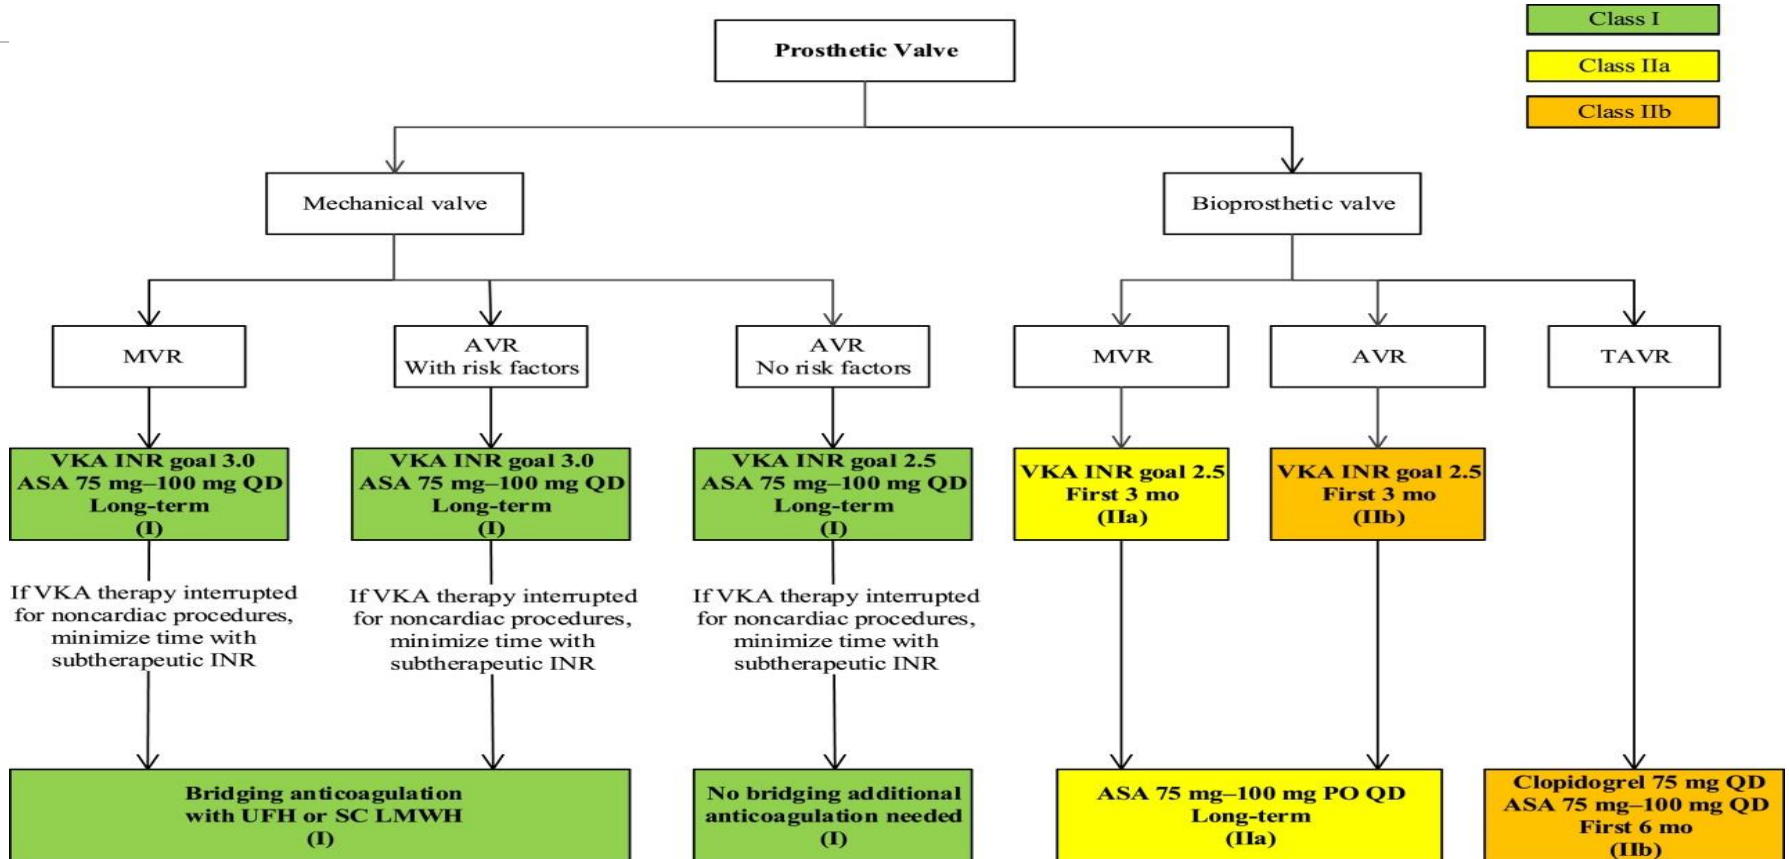 Class I
Class IIa
Class IIb
Prosthetic Valve
Mechanical valve
Bioprosthetic valve
MVR
AVR
With risk factors
AVR
No risk factors
MVR
AVR
TAVR
VKA INR goal 3.0
ASA 75 mg–100 mg QD
Long-term
(I)
VKA INR goal 3.0
ASA 75 mg–100 mg QD
Long-term
(I)
VKA INR goal 2.5
ASA 75 mg–100 mg QD
Long-term
(I)
VKA INR goal 2.5
First 3 mo
(IIa)
VKA INR goal 2.5
First 3 mo
(IIb)
If VKA therapy interrupted
for noncardiac procedures,
minimize time with
subtherapeutic INR
If VKA therapy interrupted
for noncardiac procedures,
minimize time with
subtherapeutic INR
If VKA therapy interrupted
for noncardiac procedures,
minimize time with
subtherapeutic INR
Bridging anticoagulation
with UFH or SC LMWH
(I)
No bridging additional
anticoagulation needed
(I)
ASA 75 mg–100 mg PO QD
Long-term
(IIa)
Clopidogrel 75 mg QD
ASA 75 mg–100 mg QD
First 6 mo
(IIb)